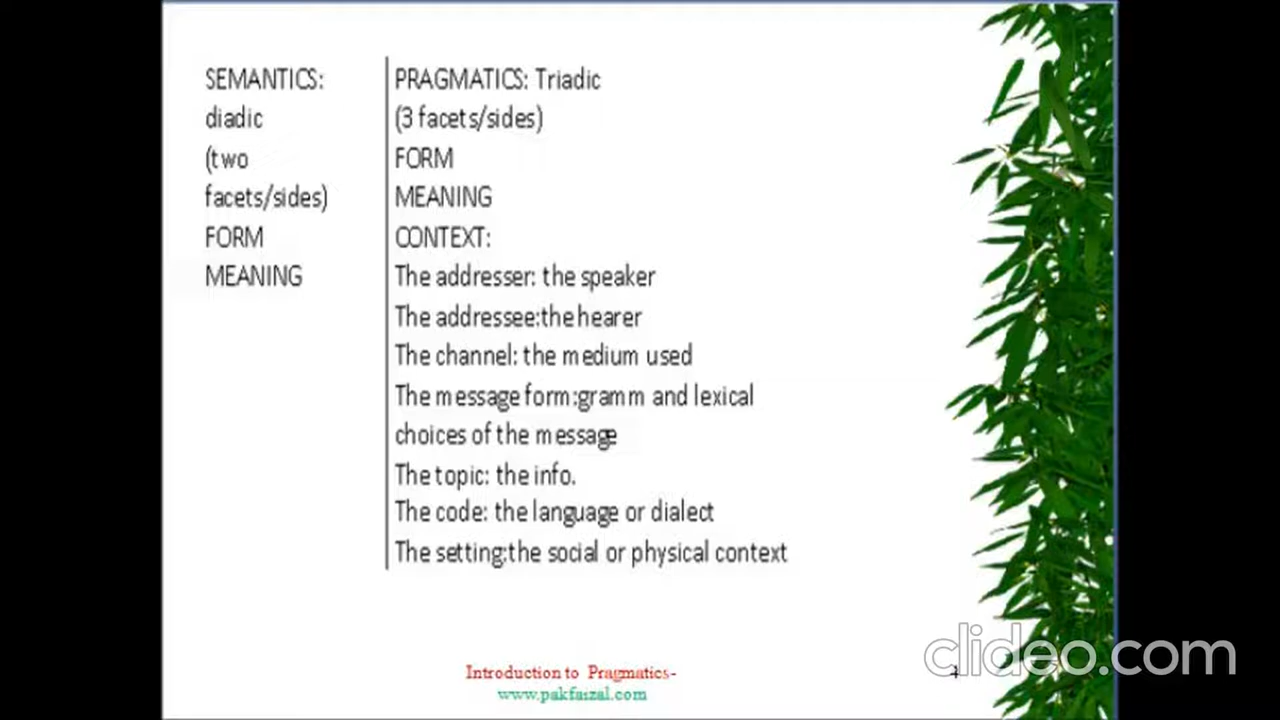 SEMANTICS:
diadic
(two
facets/sides)
FORM
MEANING
PRAGMATICS: Triadic
(3 facets/sides)
FORM
MEANING
CONTEXT:
The addresser: the speaker
The addressee:the hearer
The channel: the medium used
The message form:gramm and lexical
choices of the message
The topic: the info.
The code: the language or dialect
The setting:the social or physical context
Introduction to Pragmatics-
www.pakfaizal.com
4
clideo.com